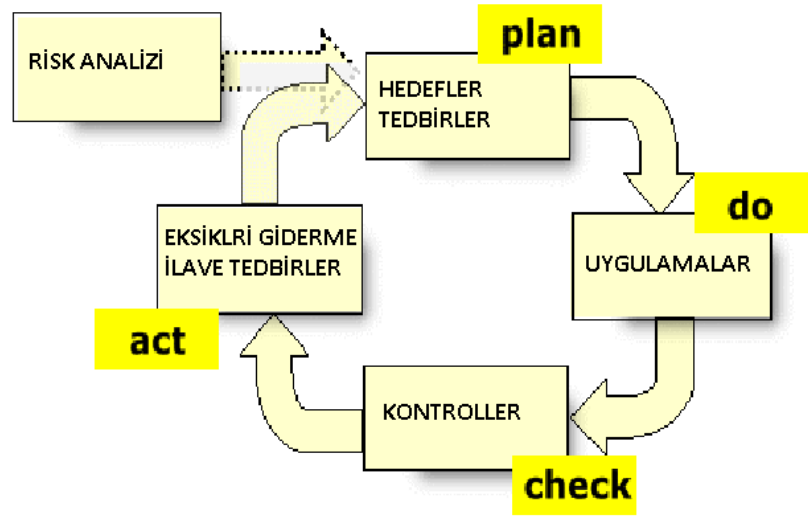 RİSK ANALİZİ
plan
HEDEFLER
TEDBİRLER
do
UYGULAMALAR
EKSİKLRİ GİDERME
İLAVE TEDBİRLER
act
KONTROLLER
check